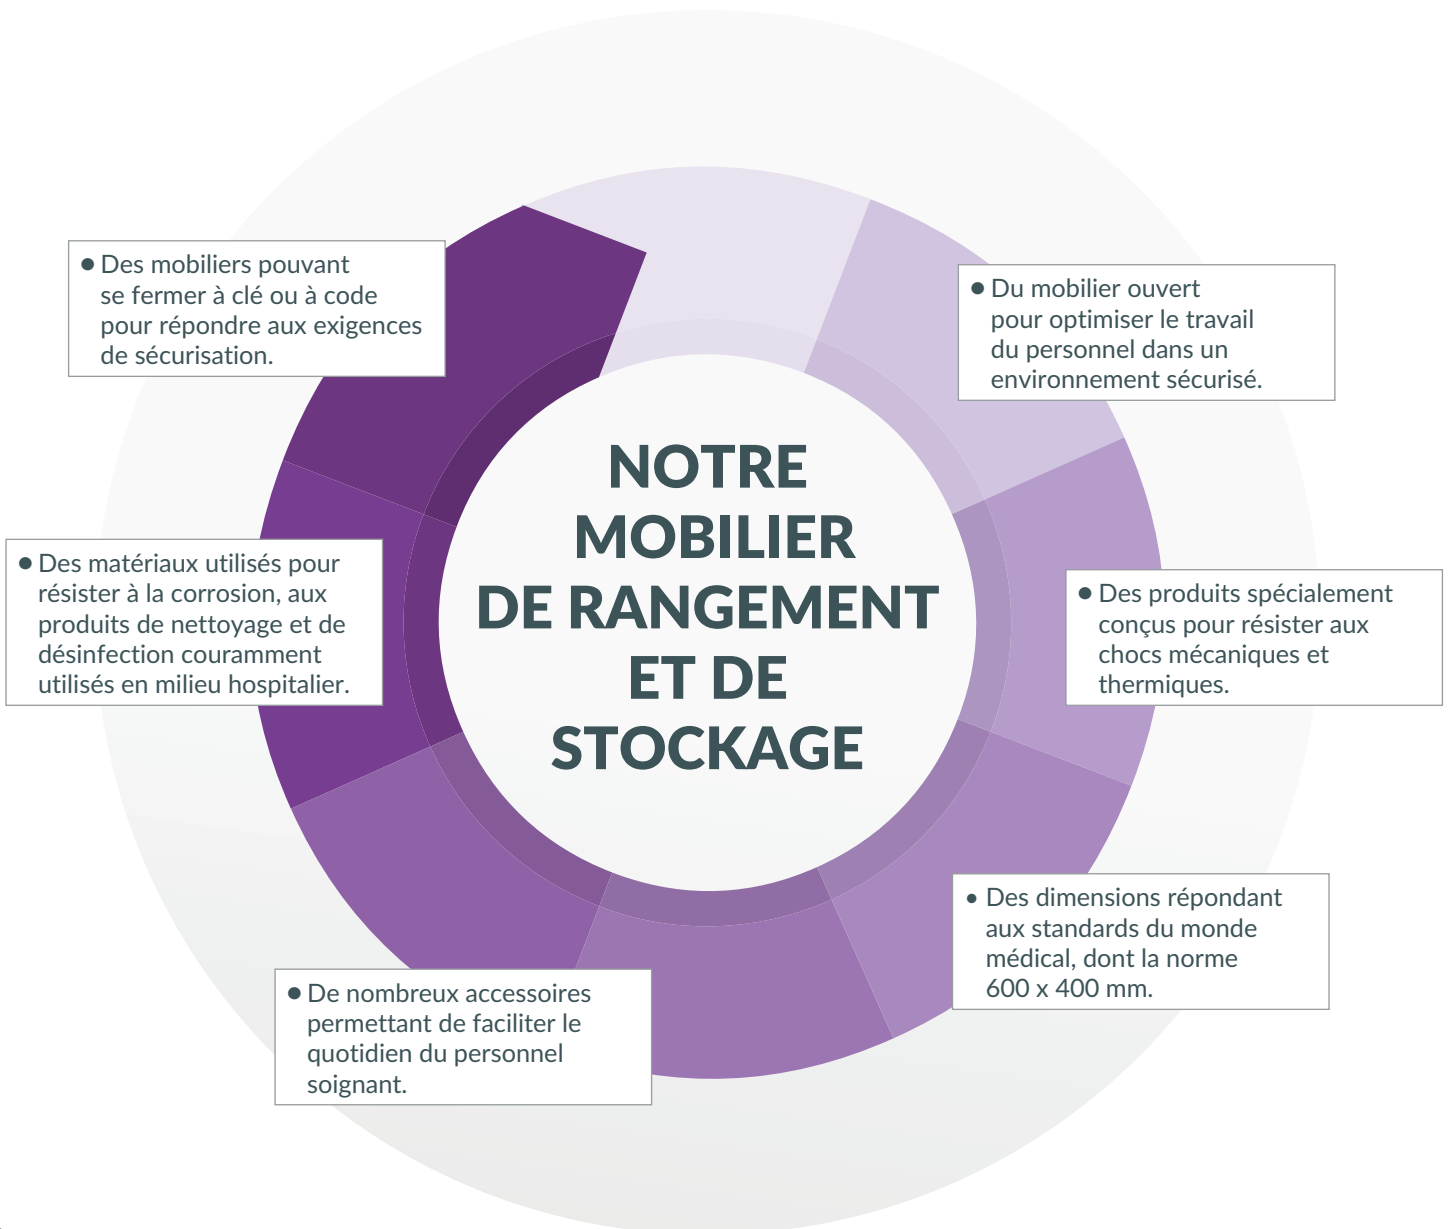 ● Des mobiliers pouvant
se fermer à clé ou à code
pour répondre aux exigences
de sécurisation.
● Du mobilier ouvert
pour optimiser le travail
du personnel dans un
environnement sécurisé.
NOTRE
MOBILIER
DE RANGEMENT
ET DE
STOCKAGE
● Des matériaux utilisés pour
résister à la corrosion, aux
produits de nettoyage et de
désinfection couramment
utilisés en milieu hospitalier.
● Des produits spécialement
conçus pour résister aux
chocs mécaniques et
thermiques.
• Des dimensions répondant
aux standards du monde
médical, dont la norme
600 x 400 mm.
● De nombreux accessoires
permettant de faciliter le
quotidien du personnel
soignant.